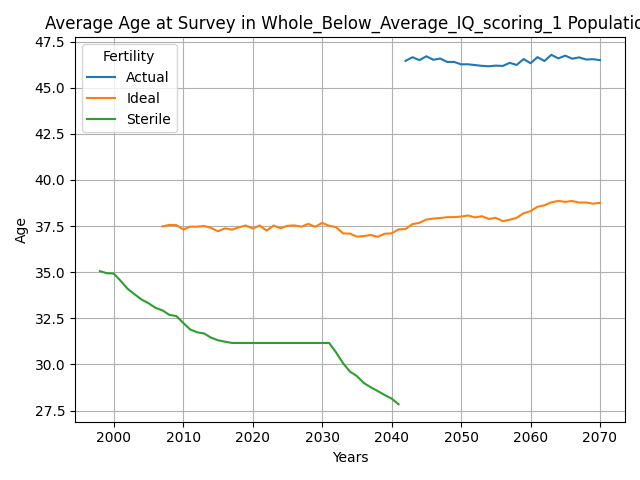 Average Age at Survey in Whole_Below_Average_IQ_scoring_1 Populatio
47.5
45.0
42.5
40.0
37.5
35.0
32.5
30.0
27.5
Age
Fertility
Actual
Ideal
Sterile
2000 2010 2020 2030 2040 2050 2060 2070
Years